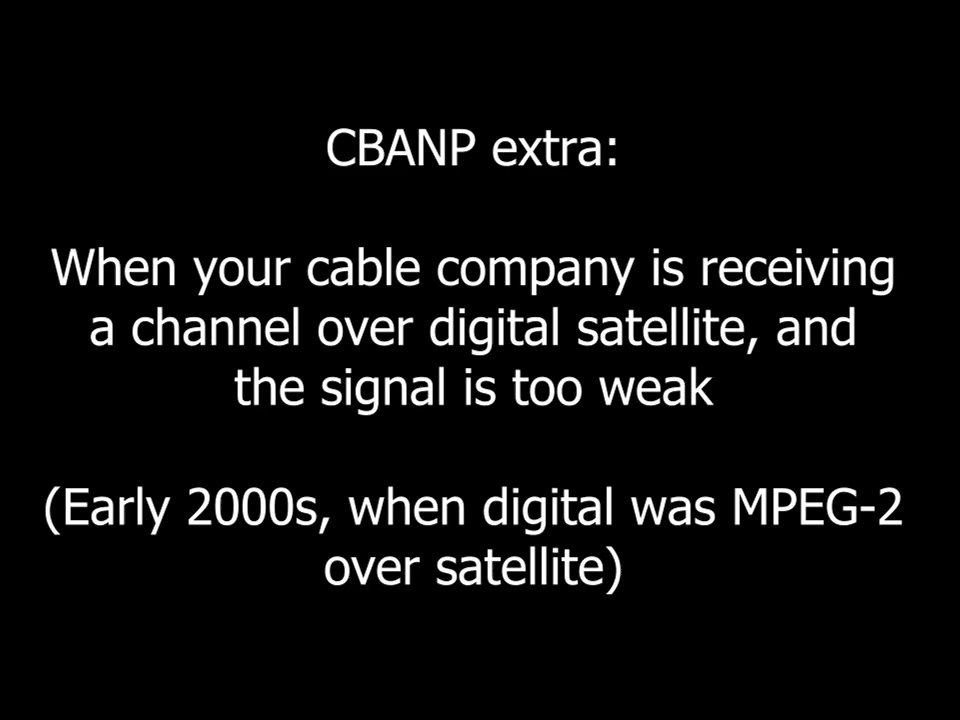 CBANP extra:
When your cable company is receiving
a channel over digital satellite, and
the signal is too weak
(Early 2000s, when digital was MPEG-2
over satellite)